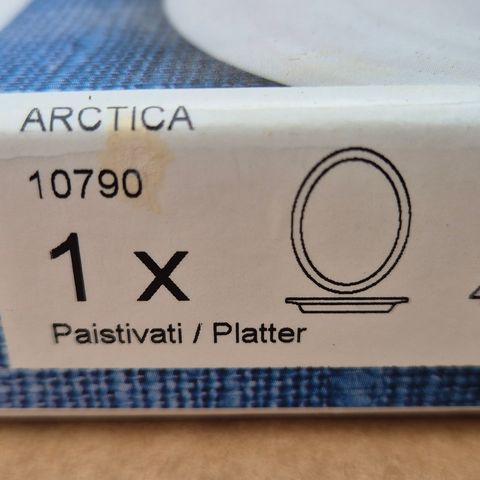 ARCTICA
10790
1 x
Paistivati / Platter